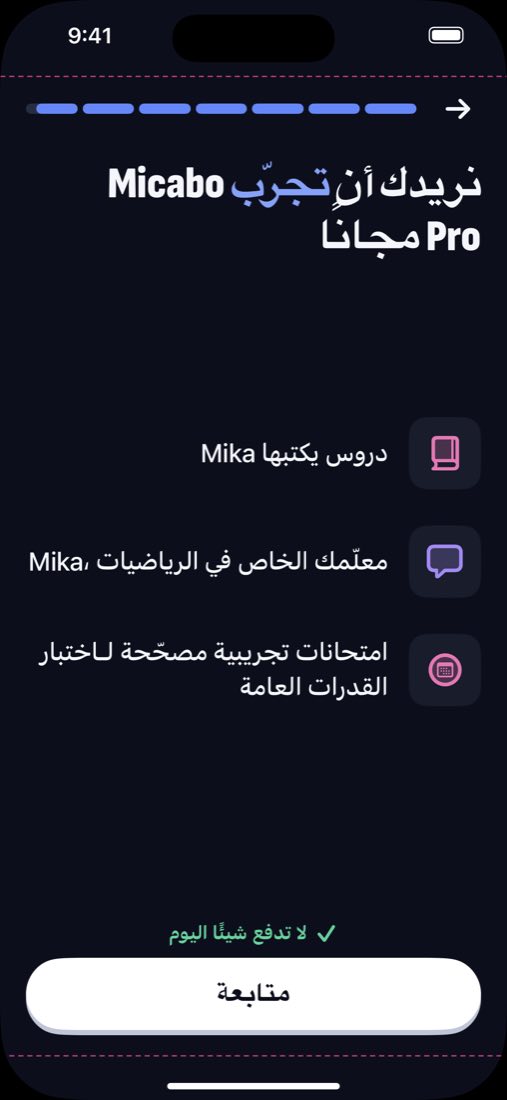 9:41
نريدك أن تجرّب Micabo
Pro مجانًا
دروس يكتبها Mika
معلّمك الخاص في الرياضيات ،Mika
امتحانات تجريبية مصحّحة لـاختبار
القدرات العامة
لا تدفع شيئًا اليوم
متابعة